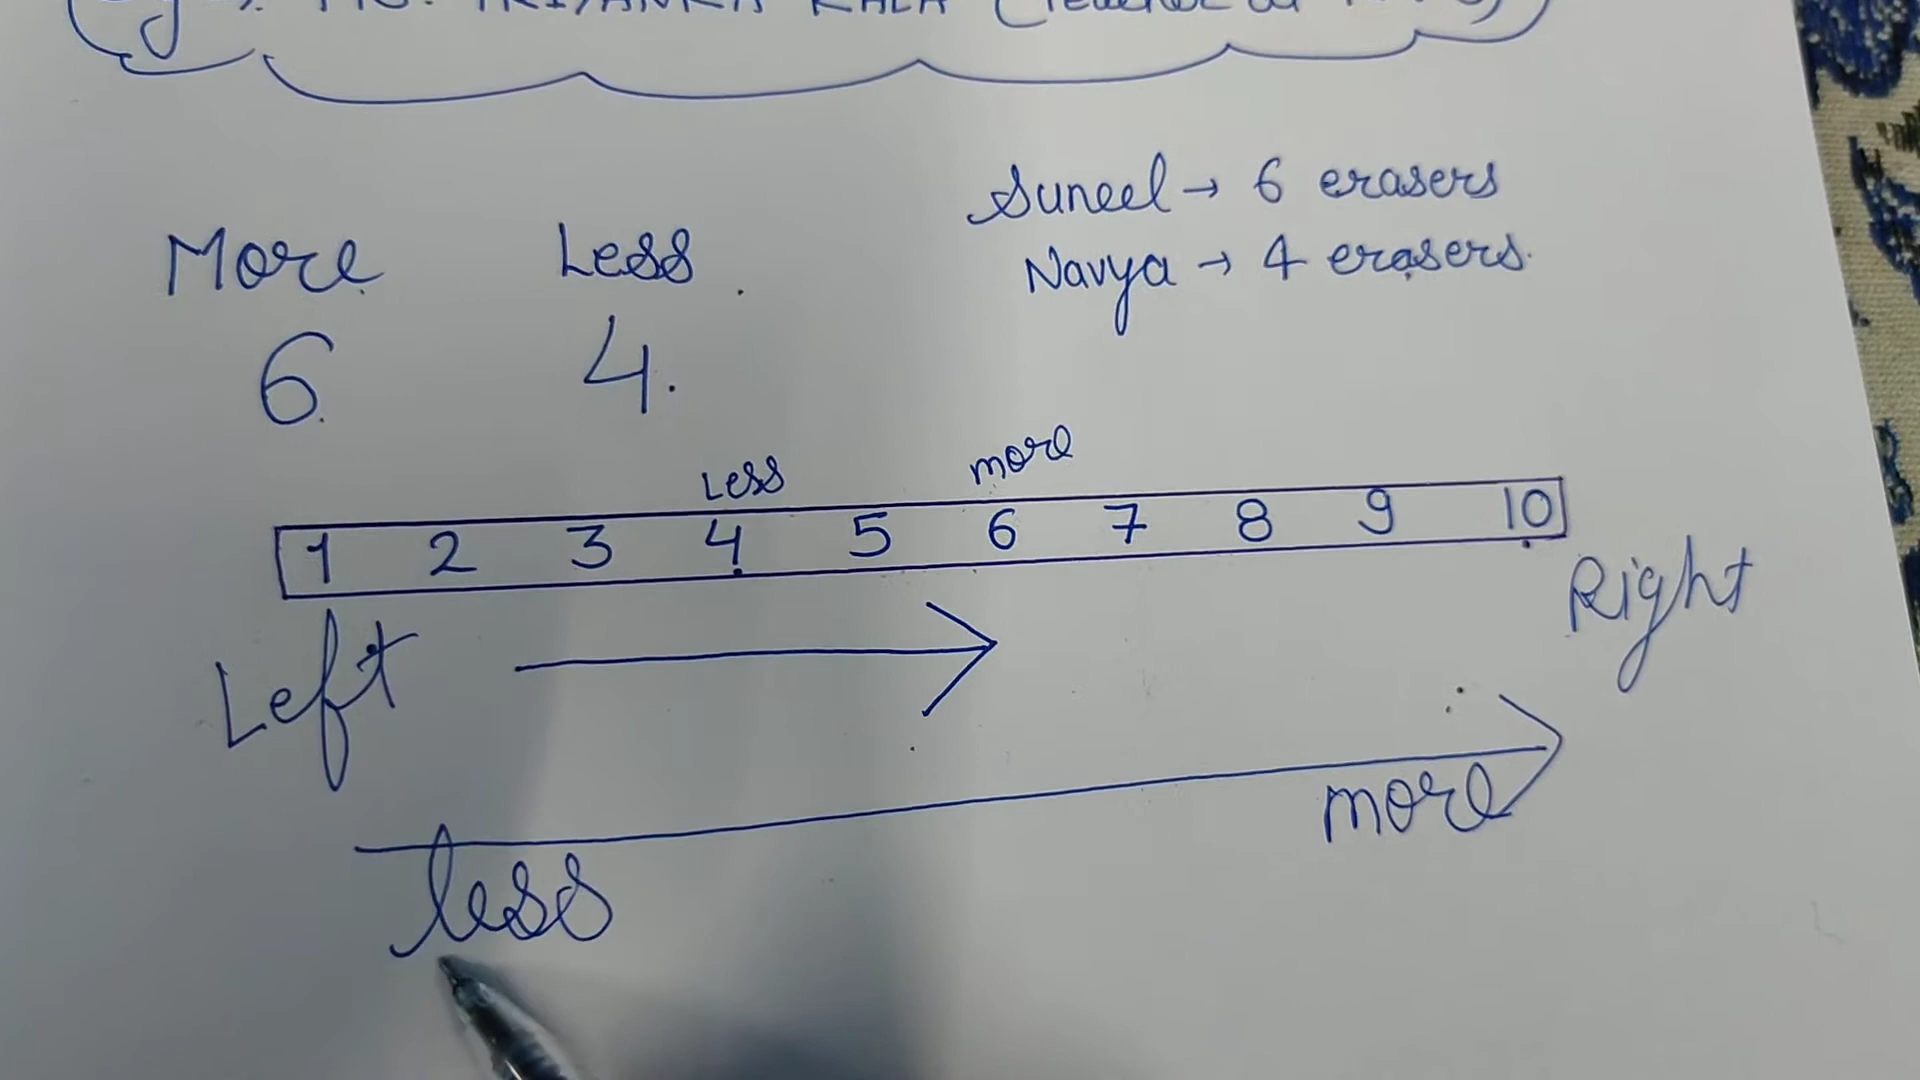 Suneel → 6 erasers
Navya → 4 erasers.
More Less
6 4.
Less more
1 2 3 4 5 6 7 8 9 10
Left → Right
more
less